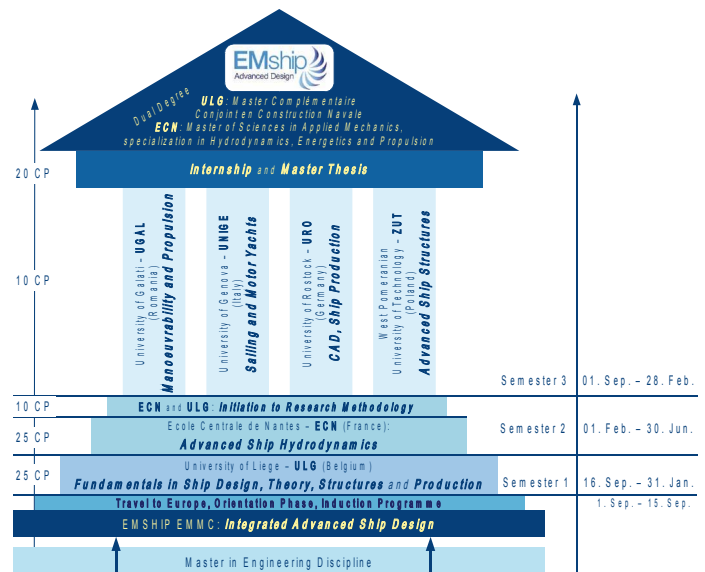 EMship
Advanced Design
Dual Degree
ULG: Master Complémentaire
Conjoint en Construction Navale
ECN: Master of Sciences in Applied Mechanics,
specialization in Hydrodynamics, Energetics and Propulsion
Internship and Master Thesis
20 CP
University of Galati – UGAL
(Romania)
Manoeuvrability and Propulsion
University of Genova – UNIGE
(Italy)
Sailing and Motor Yachts
University of Rostock – URO
(Germany)
CAD, Ship Production
West Pomeranian
University of Technology – ZUT
(Poland)
Advanced Ship Structures
10 CP
Semester 3 01. Sep. – 28. Feb.
10 CP
ECN and ULG: Initiation to Research Methodology
25 CP
Ecole Centrale de Nantes – ECN (France):
Advanced Ship Hydrodynamics
Semester 2 01. Feb. – 30. Jun.
25 CP
University of Liege – ULG (Belgium)
Fundamentals in Ship Design, Theory, Structures and Production
Semester 1 16. Sep. – 31. Jan.
Travel to Europe, Orientation Phase, Induction Programme
1. Sep. – 15. Sep.
EMSHIP EMMC: Integrated Advanced Ship Design
Master in Engineering Discipline